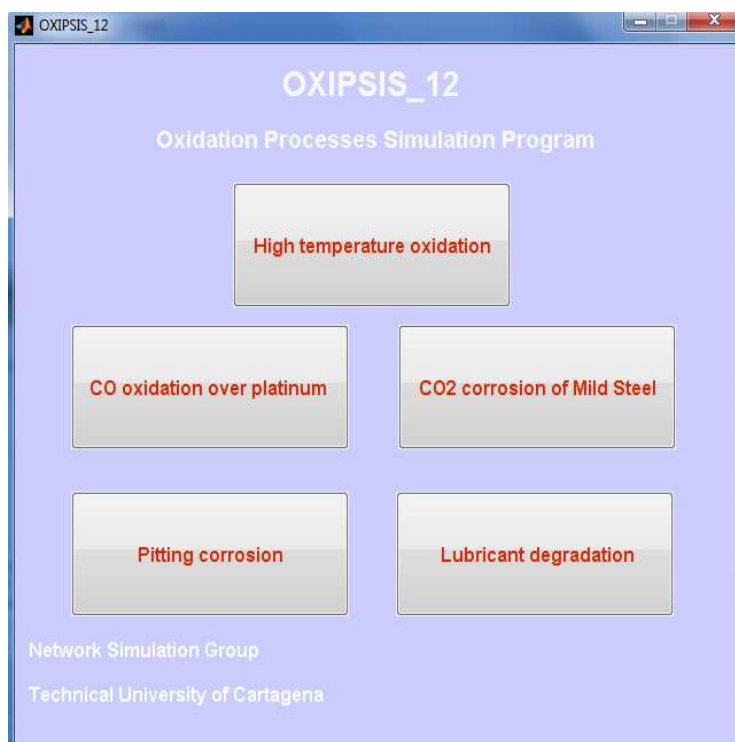 OXIPSIS_12
OXIPSIS_12
Oxidation Processes Simulation Program
High temperature oxidation
CO oxidation over platinum
CO2 corrosion of Mild Steel
Pitting corrosion
Lubricant degradation
Network Simulation Group
Technical University of Cartagena